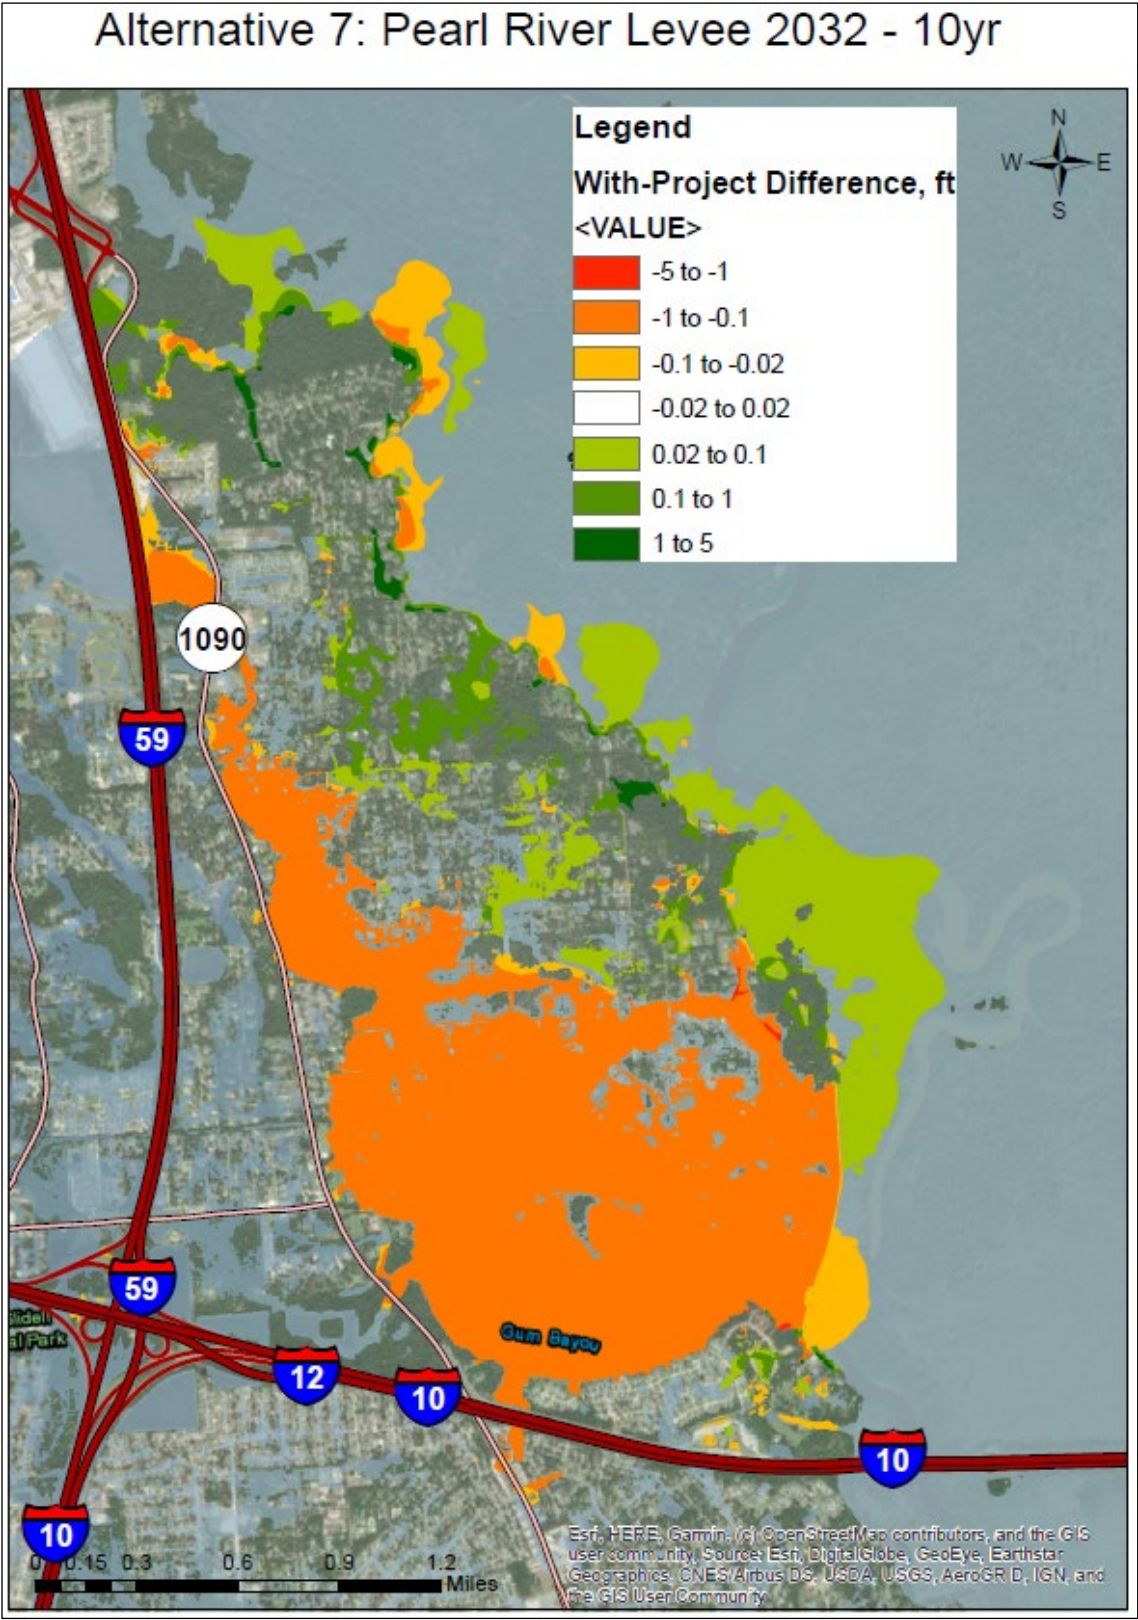 Alternative 7: Pearl River Levee 2032 - 10yr
Legend
With-Project Difference, ft
<VALUE>
-5 to -1
-1 to -0.1
-0.1 to -0.02
-0.02 to 0.02
0.02 to 0.1
0.1 to 1
1 to 5
N
W E
S
1090
59
59
Gum Bayou
12
10
10
10
0.15 0.3 0.6 0.9 1.2
Miles
Esri, HERE, Garmin, (c) OpenStreetMap contributors, and the GIS
user community, Source: Esri, DigitalGlobe, GeoEye, Earthstar
Geographics, CNES/Airbus DS, USDA, USGS, AeroGRID, IGN, and
the GIS User Community